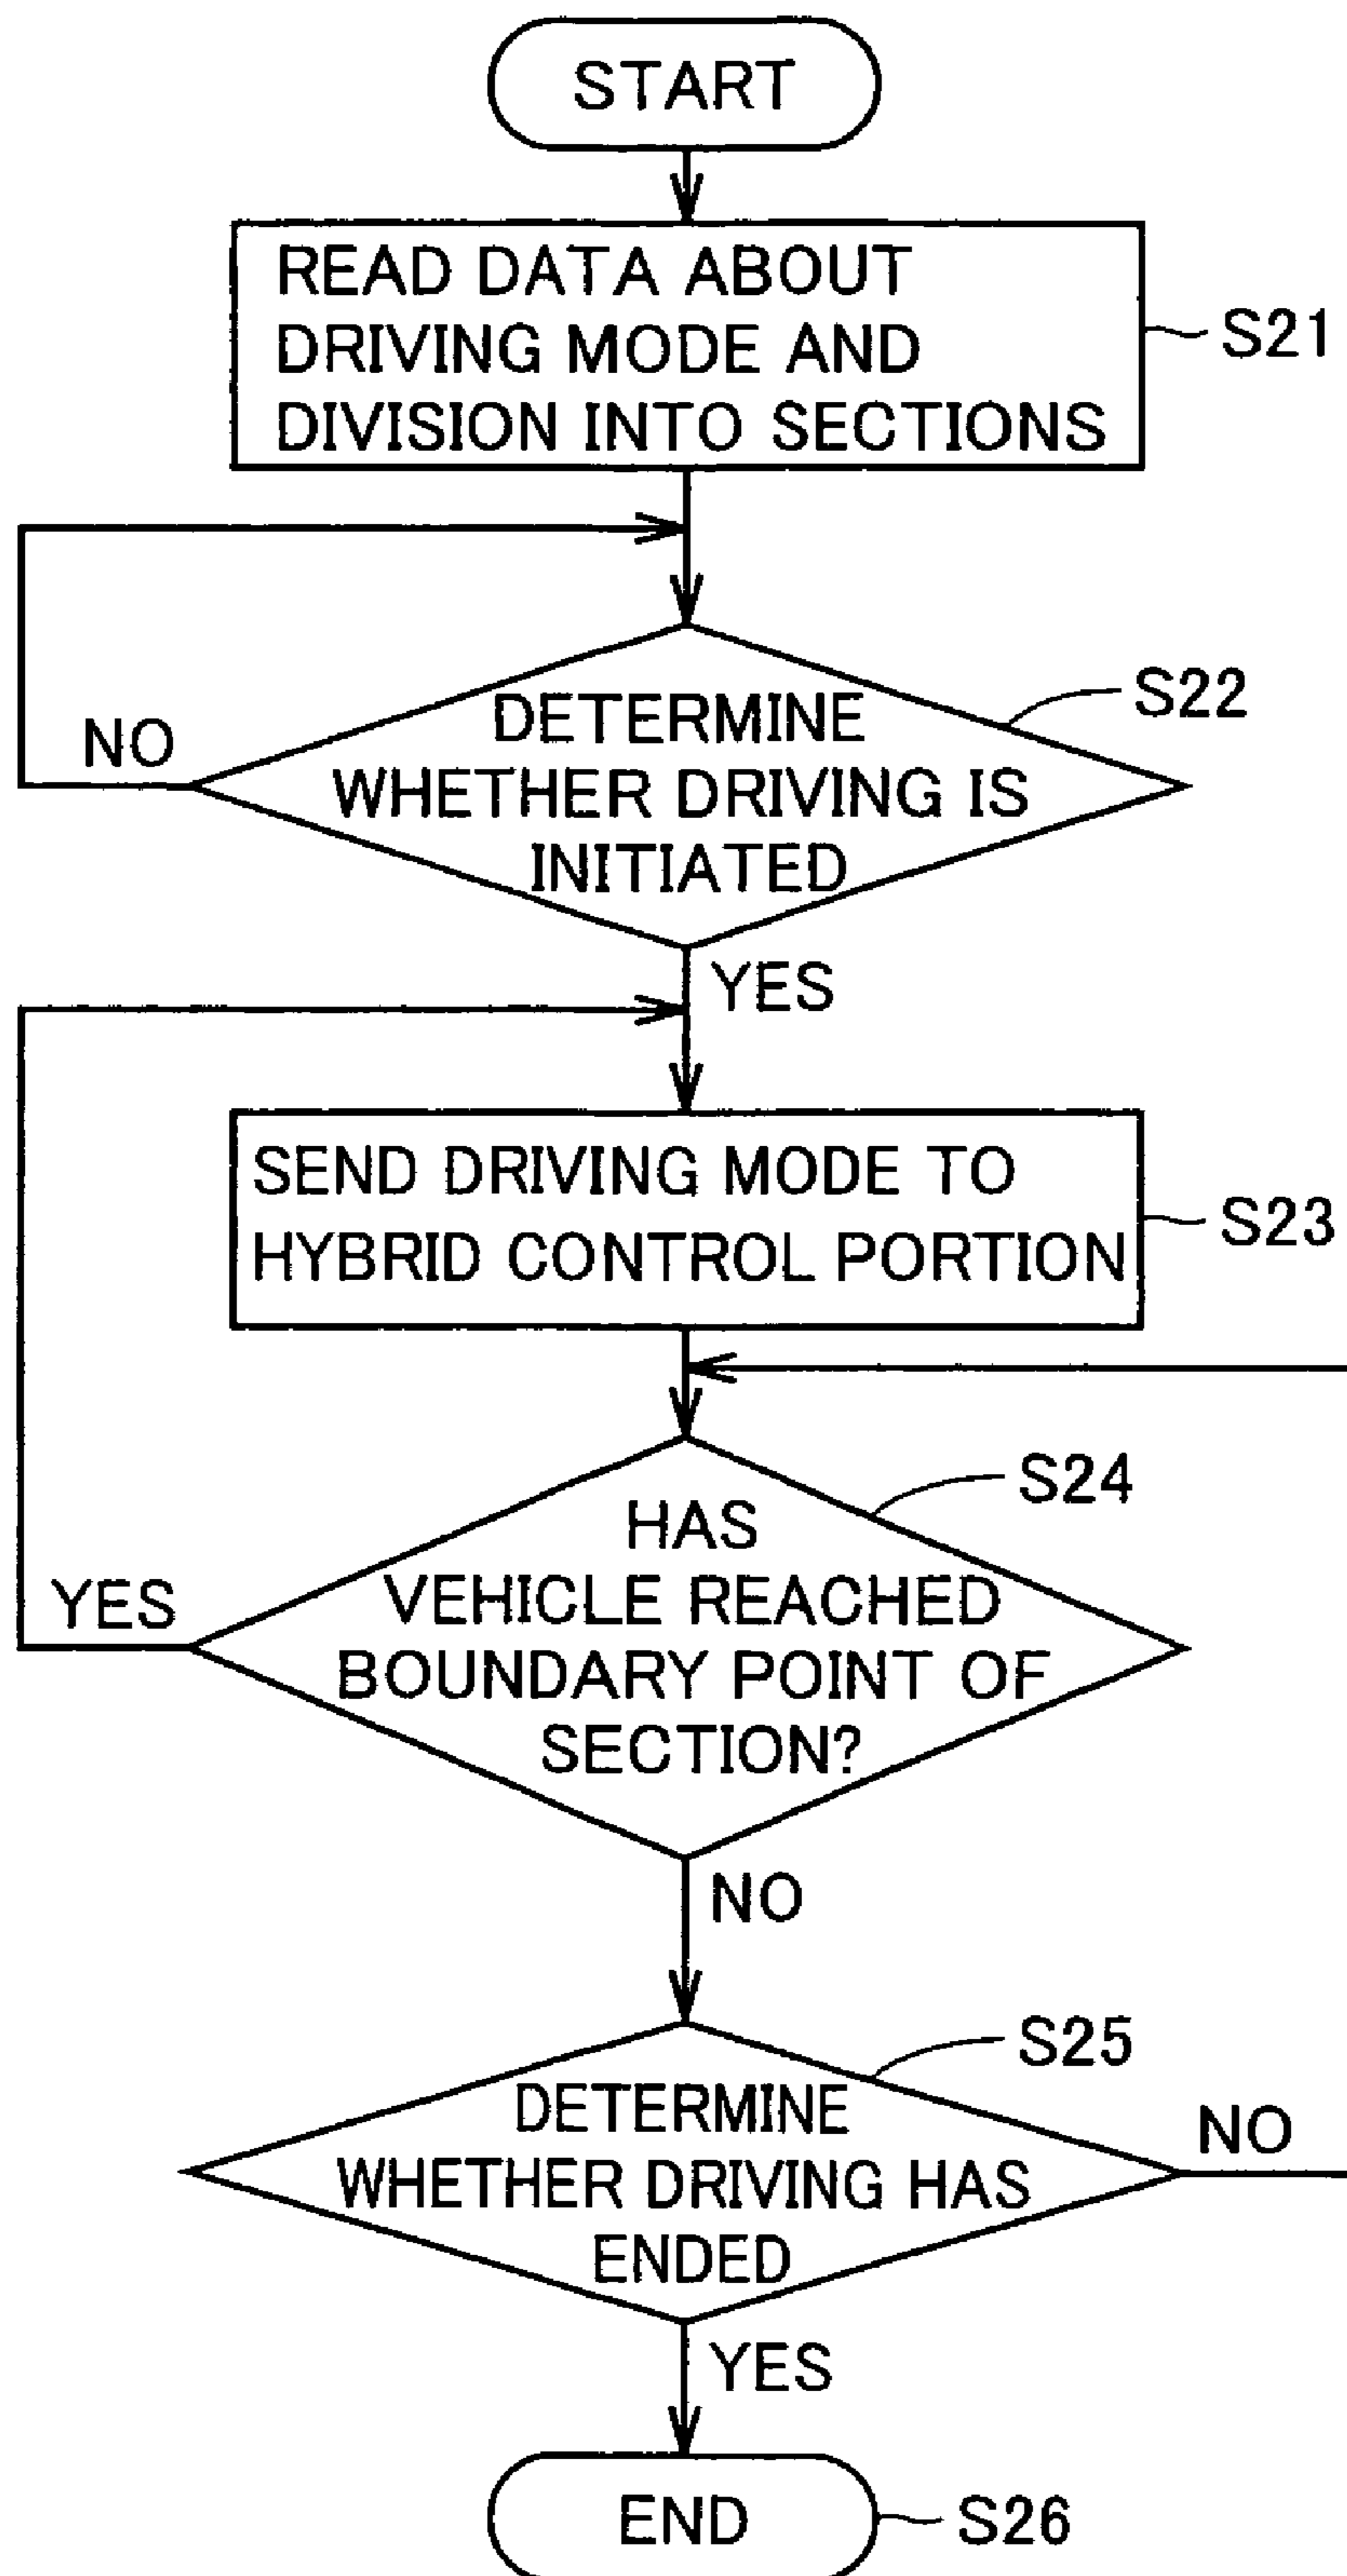 START
READ DATA ABOUT
DRIVING MODE AND
DIVISION INTO SECTIONS
S21
S22
DETERMINE
WHETHER DRIVING IS
INITIATED
NO
YES
SEND DRIVING MODE TO
HYBRID CONTROL PORTION
S23
S24
HAS
VEHICLE REACHED
BOUNDARY POINT OF
SECTION?
YES
NO
S25
DETERMINE
WHETHER DRIVING HAS
ENDED
NO
YES
END
S26